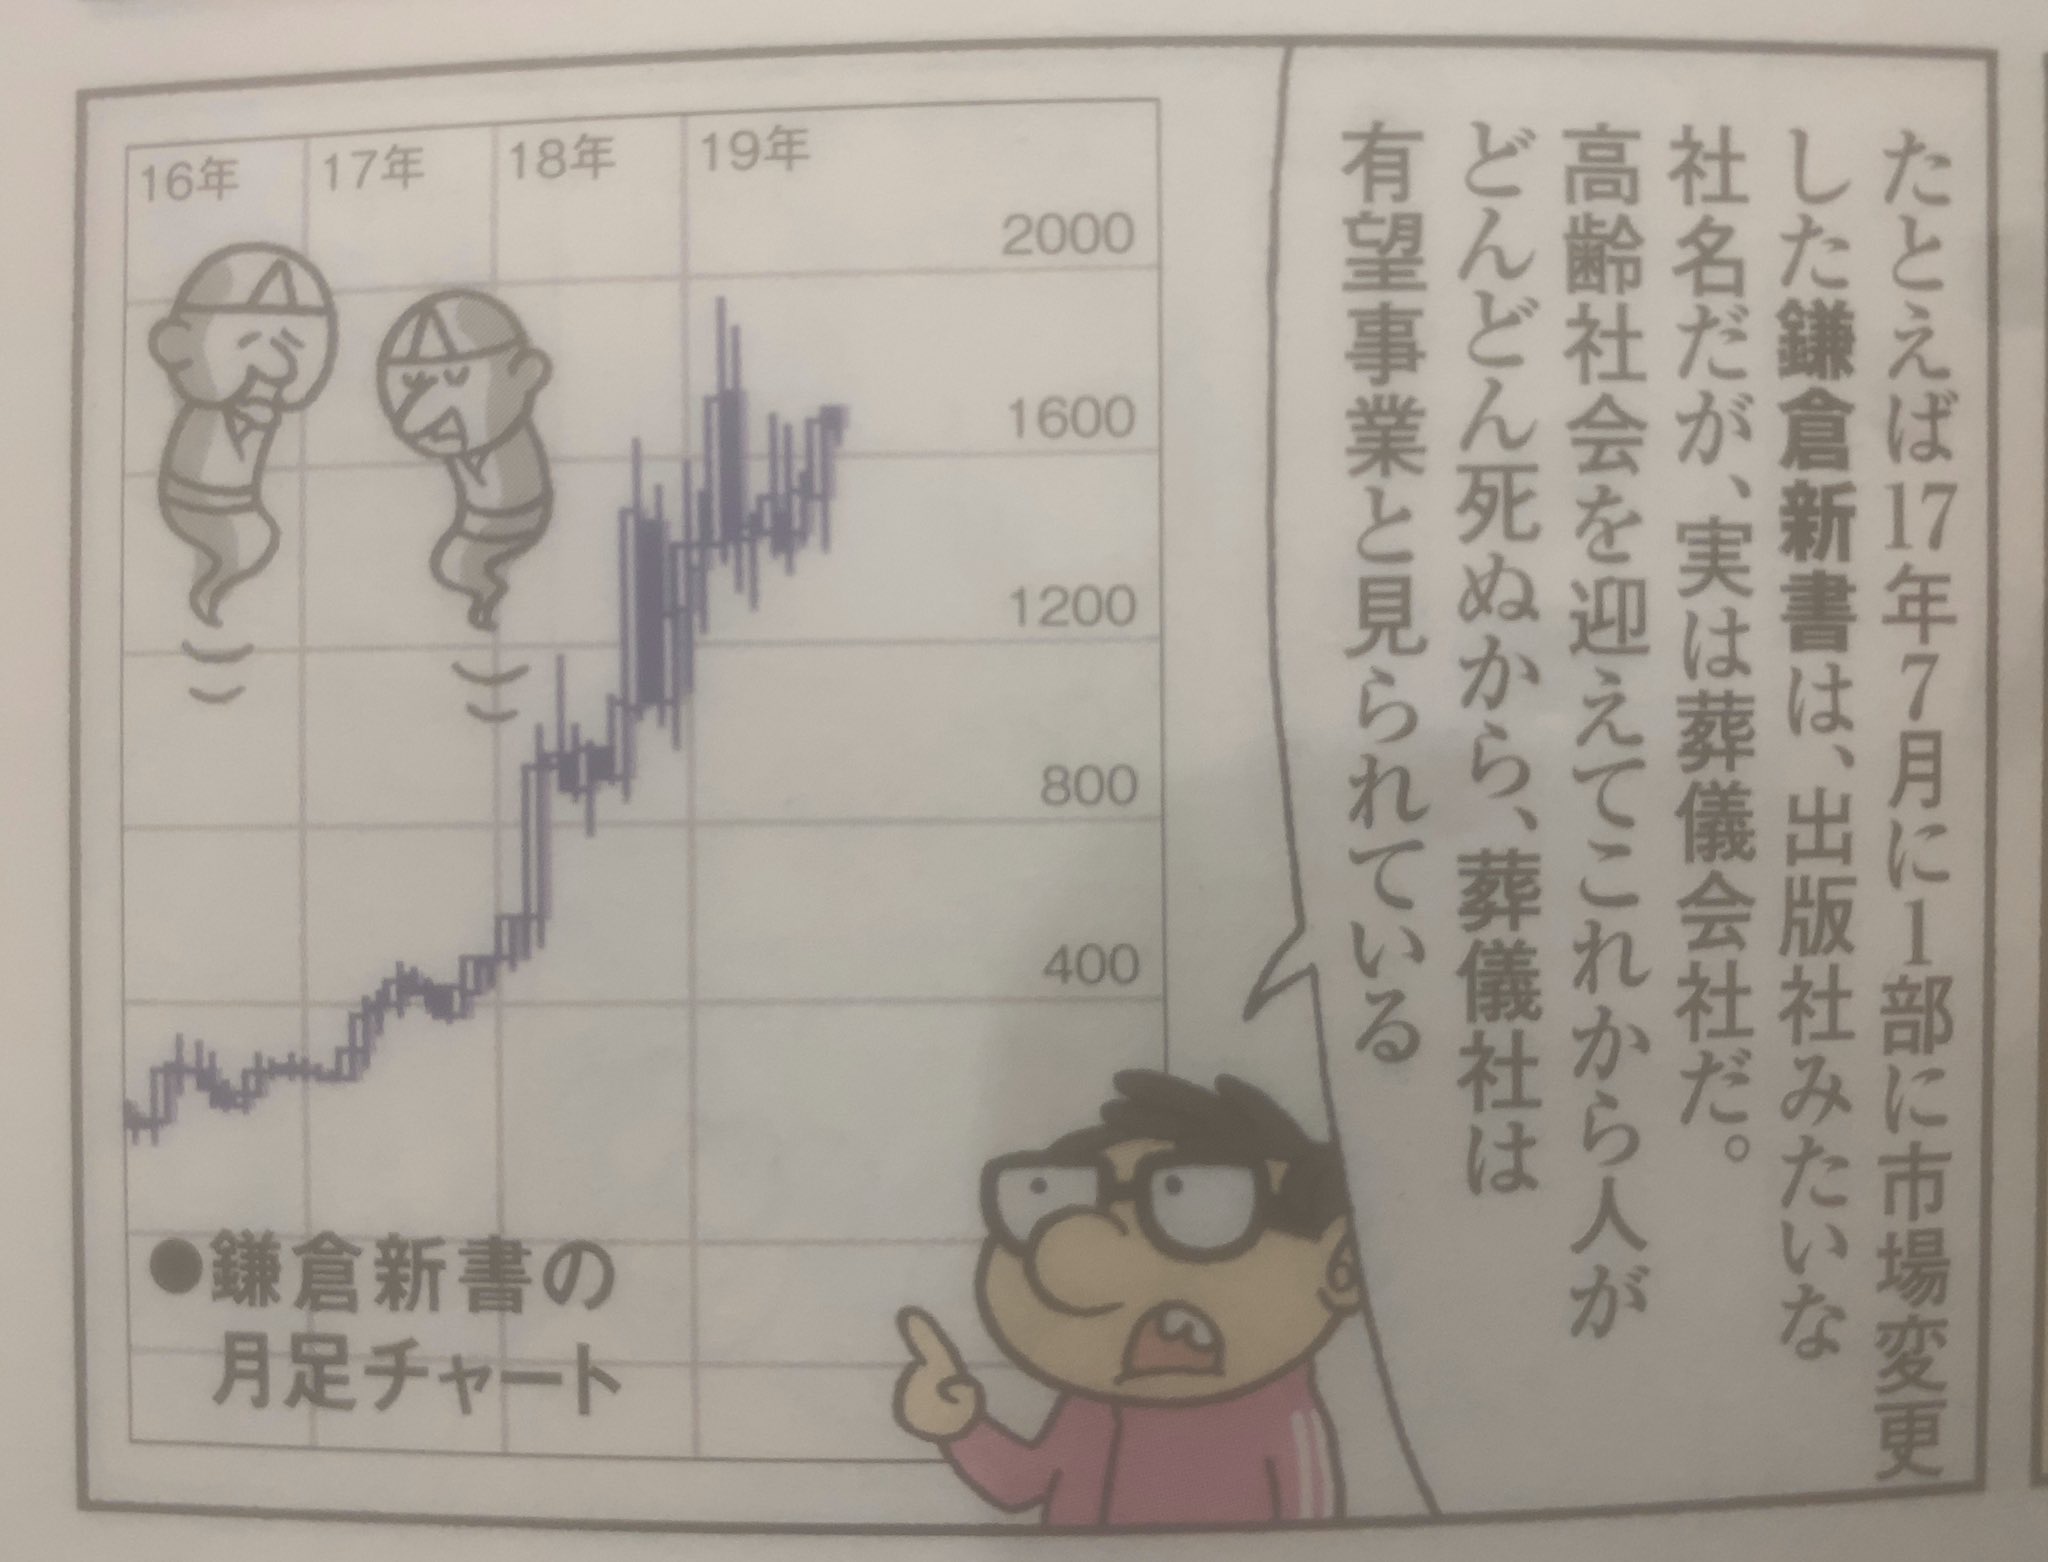 たとえば17年7月に1部に市場変更
した鎌倉新書は、出版社みたいな
社名だが、実は葬儀会社だ。
高齢社会を迎えてこれから人が
どんどん死ぬから、葬儀社は
有望事業と見られている
16年
17年
18年
19年
2000
1600
1200
800
400
●鎌倉新書の
月足チャート